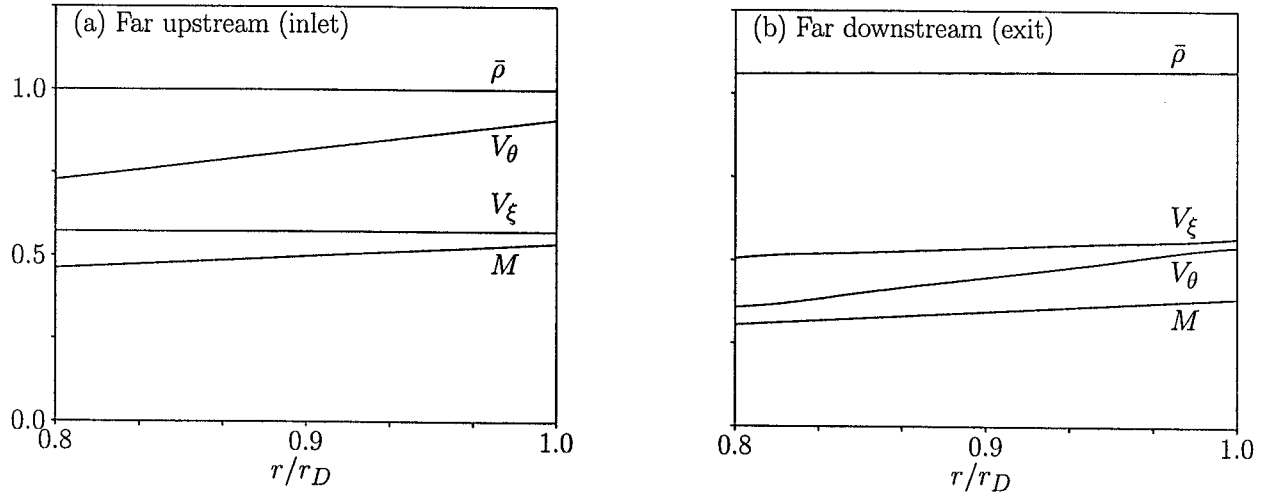 (a) Far upstream (inlet)
ρ̄
1.0
V_θ
V_ξ
0.5
M
0.0
0.8
0.9
1.0
r/r_D
(b) Far downstream (exit)
ρ̄
V_ξ
V_θ
M
0.8
0.9
1.0
r/r_D